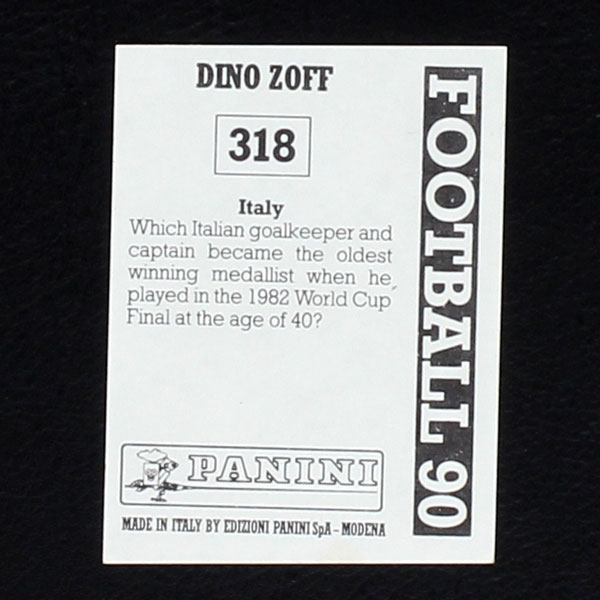 DINO ZOFF
318
Italy
Which Italian goalkeeper and
captain became the oldest
winning medallist when he
played in the 1982 World Cup
Final at the age of 40?
PANINI
MADE IN ITALY BY EDIZIONI PANINI SpA – MODENA
FOOTBALL 90